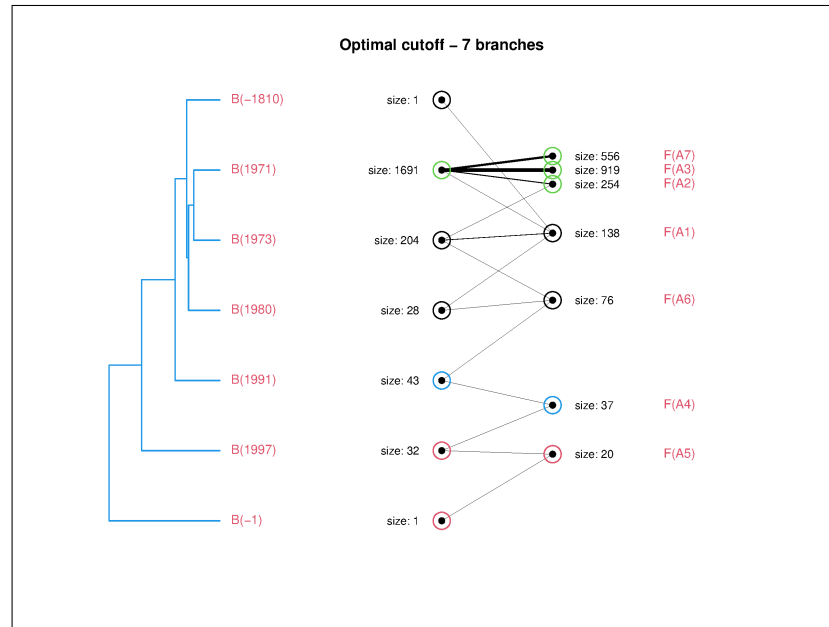 Optimal cutoff – 7 branches
B(−1810) size: 1
size: 556 F(A7)
B(1971) size: 1691 size: 919 F(A3)
size: 254 F(A2)
size: 138 F(A1)
B(1973) size: 204
size: 76 F(A6)
B(1980) size: 28
B(1991) size: 43
size: 37 F(A4)
B(1997) size: 32 size: 20 F(A5)
B(−1) size: 1